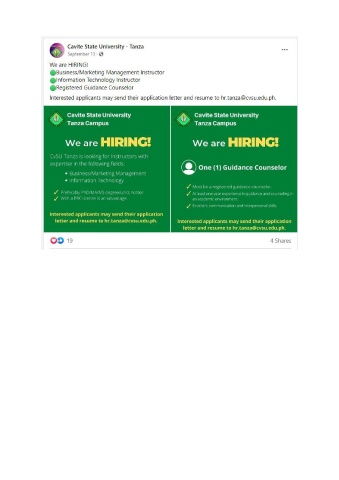 Cavite State University - Tanza
September 13
We are HIRING!
Business/Marketing Management Instructor
Information Technology Instructor
Registered Guidance Counselor
Interested applicants may send their application letter and resume to hr.tanza@cvsu.edu.ph.
Cavite State University
Tanza Campus
We are HIRING!
CvSU Tanza is looking for Instructors with
expertise in the following fields:
Business/Marketing Management
Information Technology
With a PRC license is an advantage
Interested applicants may send their application
letter and resume to hr.tanza@cvsu.edu.ph.
Cavite State University
Tanza Campus
We are HIRING!
One (1) Guidance Counselor
Must be a registered guidance counselor
At least one year experience in guidance and counseling in
an academic environment
Excellent communication and interpersonal skills
Interested applicants may send their application
letter and resume to hr.tanza@cvsu.edu.ph.
19
4 Shares